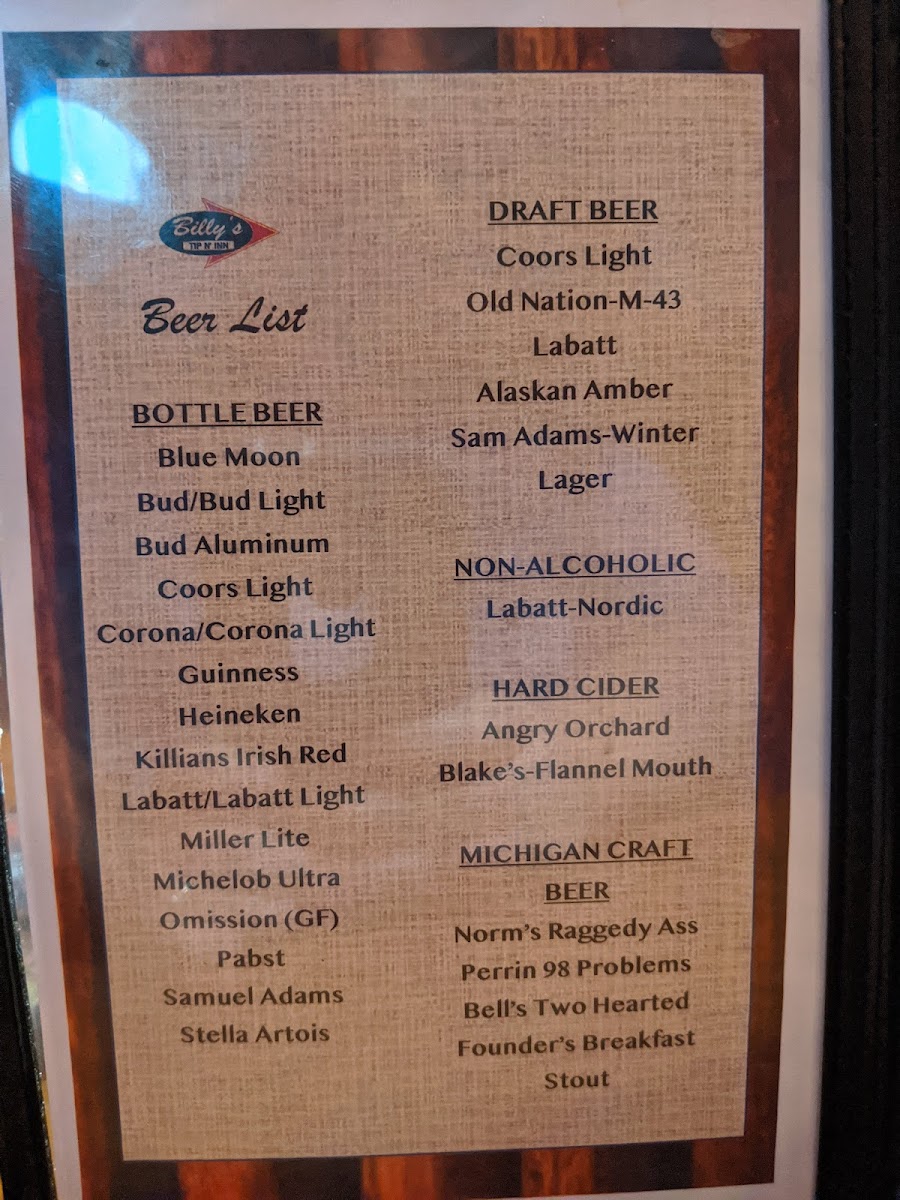 Billy's
TIP N' INN
Beer List
BOTTLE BEER
Blue Moon
Bud/Bud Light
Bud Aluminum
Coors Light
Corona/Corona Light
Guinness
Heineken
Killians Irish Red
Labatt/Labatt Light
Miller Lite
Michelob Ultra
Omission (GF)
Pabst
Samuel Adams
Stella Artois
DRAFT BEER
Coors Light
Old Nation-M-43
Labatt
Alaskan Amber
Sam Adams-Winter
Lager
NON-ALCOHOLIC
Labatt-Nordic
HARD CIDER
Angry Orchard
Blake's-Flannel Mouth
MICHIGAN CRAFT
BEER
Norm's Raggedy Ass
Perrin 98 Problems
Bell's Two Hearted
Founder's Breakfast
Stout